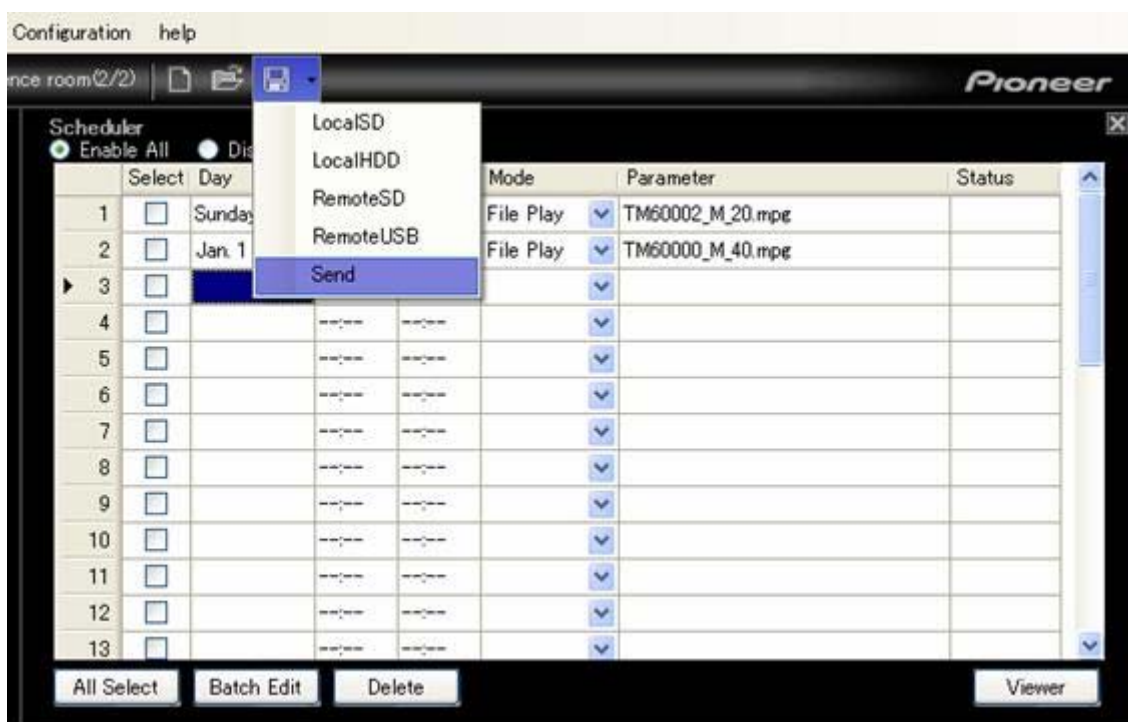 Configuration help
nce room(2/2) Pioneer
LocalSD
LocalHDD
RemoteSD
RemoteUSB
Send
Scheduler
Enable All Dis
Select Day Mode Parameter Status
1 Sunday File Play TM60002_M_20.mpg
2 Jan. 1 File Play TM60000_M_40.mpg
3
4 --:-- --:--
5 --:-- --:--
6 --:-- --:--
7 --:-- --:--
8 --:-- --:--
9 --:-- --:--
10 --:-- --:--
11 --:-- --:--
12 --:-- --:--
13 --:-- --:--
All Select Batch Edit Delete Viewer